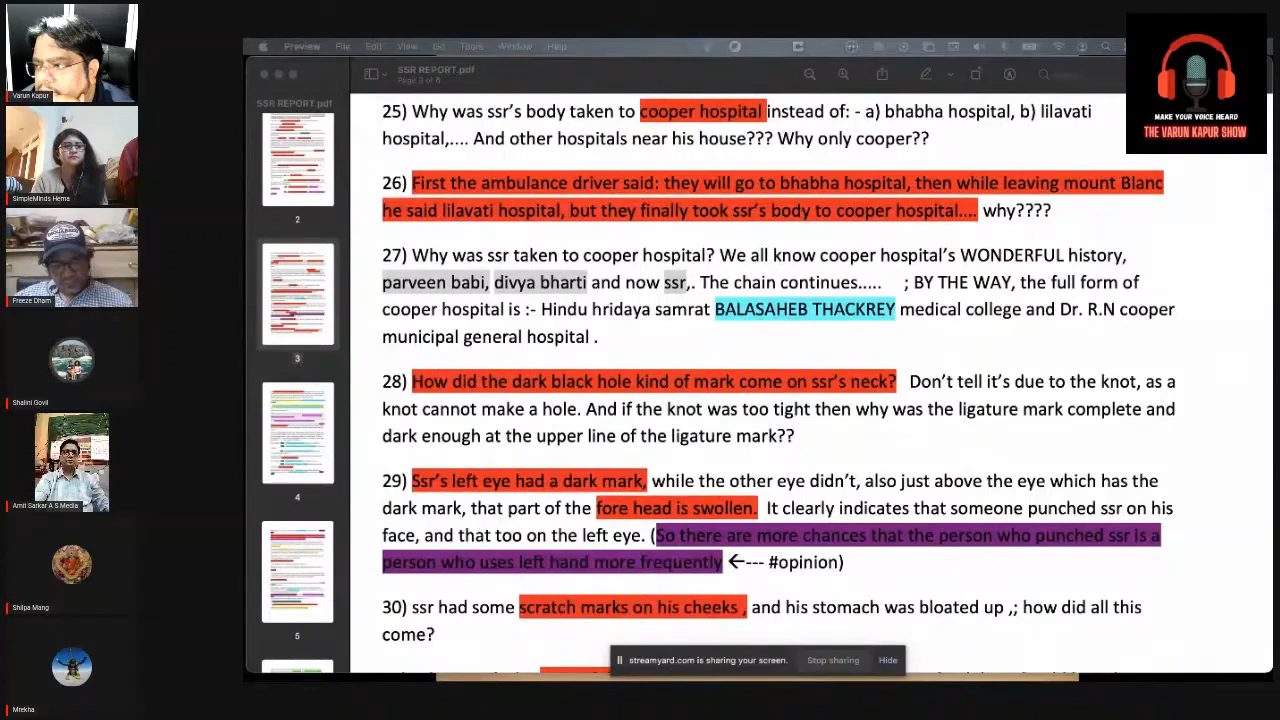 Varun Kapur
SimpleMinds Hema
Freeze Dham
Shalini Govil
Amit Sarkar A S Media
Shilpa Mang
Mrekha
Preview File Edit View Go Tools Window Help
SSR REPORT.pdf
Page 3 of 6
SSR REPORT.pdf
2
3
4
5
MAKE YOUR VOICE HEARD
THE VARUN KAPUR SHOW
25) Why was ssr's body taken to cooper hospital instead of: - a) bhabha hospital, b) lilavati
hospital,.... And other hospitals near his house??? Why only cooper??
26) First the ambulance driver said: they will go to bhabha hospital, then while leaving mount Blanc
he said lilavati hospital, but they finally took ssr's body to cooper hospital.... why????
27) Why was ssr taken to cooper hospital? We all know cooper hospital's WONDERFUL history,
parveen babi, divya bharti and now ssr,. The chain continues..... ; BY THE WAY, the full form of
cooper hospital is :- Hindu hridaya samrat BALASAHEB THACKREY medical college and Dr. R.N cooper
municipal general hospital .
28) How did the dark black hole kind of mark come on ssr's neck? Don't tell it's due to the knot, as a
knot cannot make a hole. And if the knot was too tight then why was the ligature mark complete and
dark even at the upper line of the ligature mark??
29) Ssr's left eye had a dark mark, while the other eye didn't, also just above the eye which has the
dark mark, that part of the fore head is swollen. It clearly indicates that someone punched ssr on his
face, and that too on the left eye. (So there are more chances that the person who punched ssr is a
person who uses left hand more frequently) <--- #opinion)
30) ssr had some scratch marks on his cheeks , and his stomach was bloated up ,; how did all this
come?
streamyard.com is sharing your screen. Stop sharing Hide